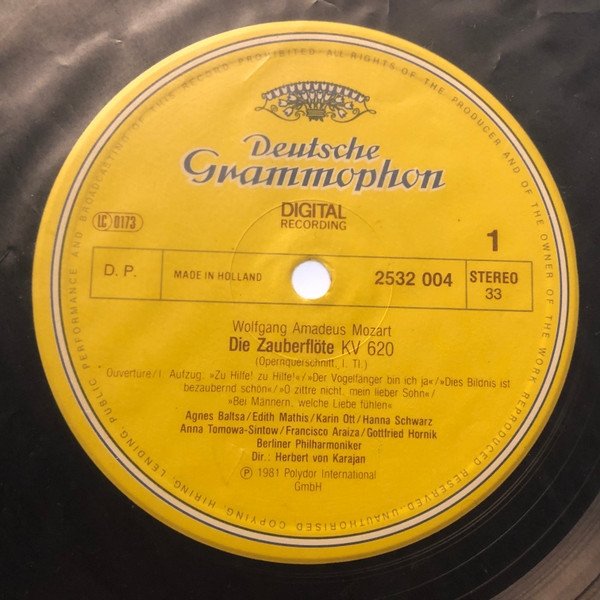 ALL RIGHTS OF THE PRODUCER AND OF THE OWNER OF THE WORK REPRODUCED RESERVED. UNAUTHORISED COPYING HIRING, LENDING PUBLIC PERFORMANCE AND BROADCASTING OF THIS RECORD PROHIBITED
Deutsche
Grammophon
DIGITAL
RECORDING
LC 0173
1
D. P.
MADE IN HOLLAND
2532 004
STEREO
33
Wolfgang Amadeus Mozart
Die Zauberflöte KV 620
(Opernquerschnitt, I. Tl.)
Ouvertüre/I. Aufzug: »Zu Hilfe! zu Hilfe!«/»Der Vogelfänger bin ich ja«/»Dies Bildnis ist
bezaubernd schön«/»O zittre nicht, mein lieber Sohn«/
»Bei Männern, welche Liebe fühlen«
Agnes Baltsa/Edith Mathis/Karin Ott/Hanna Schwarz
Anna Tomowa-Sintow/Francisco Araiza/Gottfried Hornik
Berliner Philharmoniker
Dir.: Herbert von Karajan
℗ 1981 Polydor International
GmbH